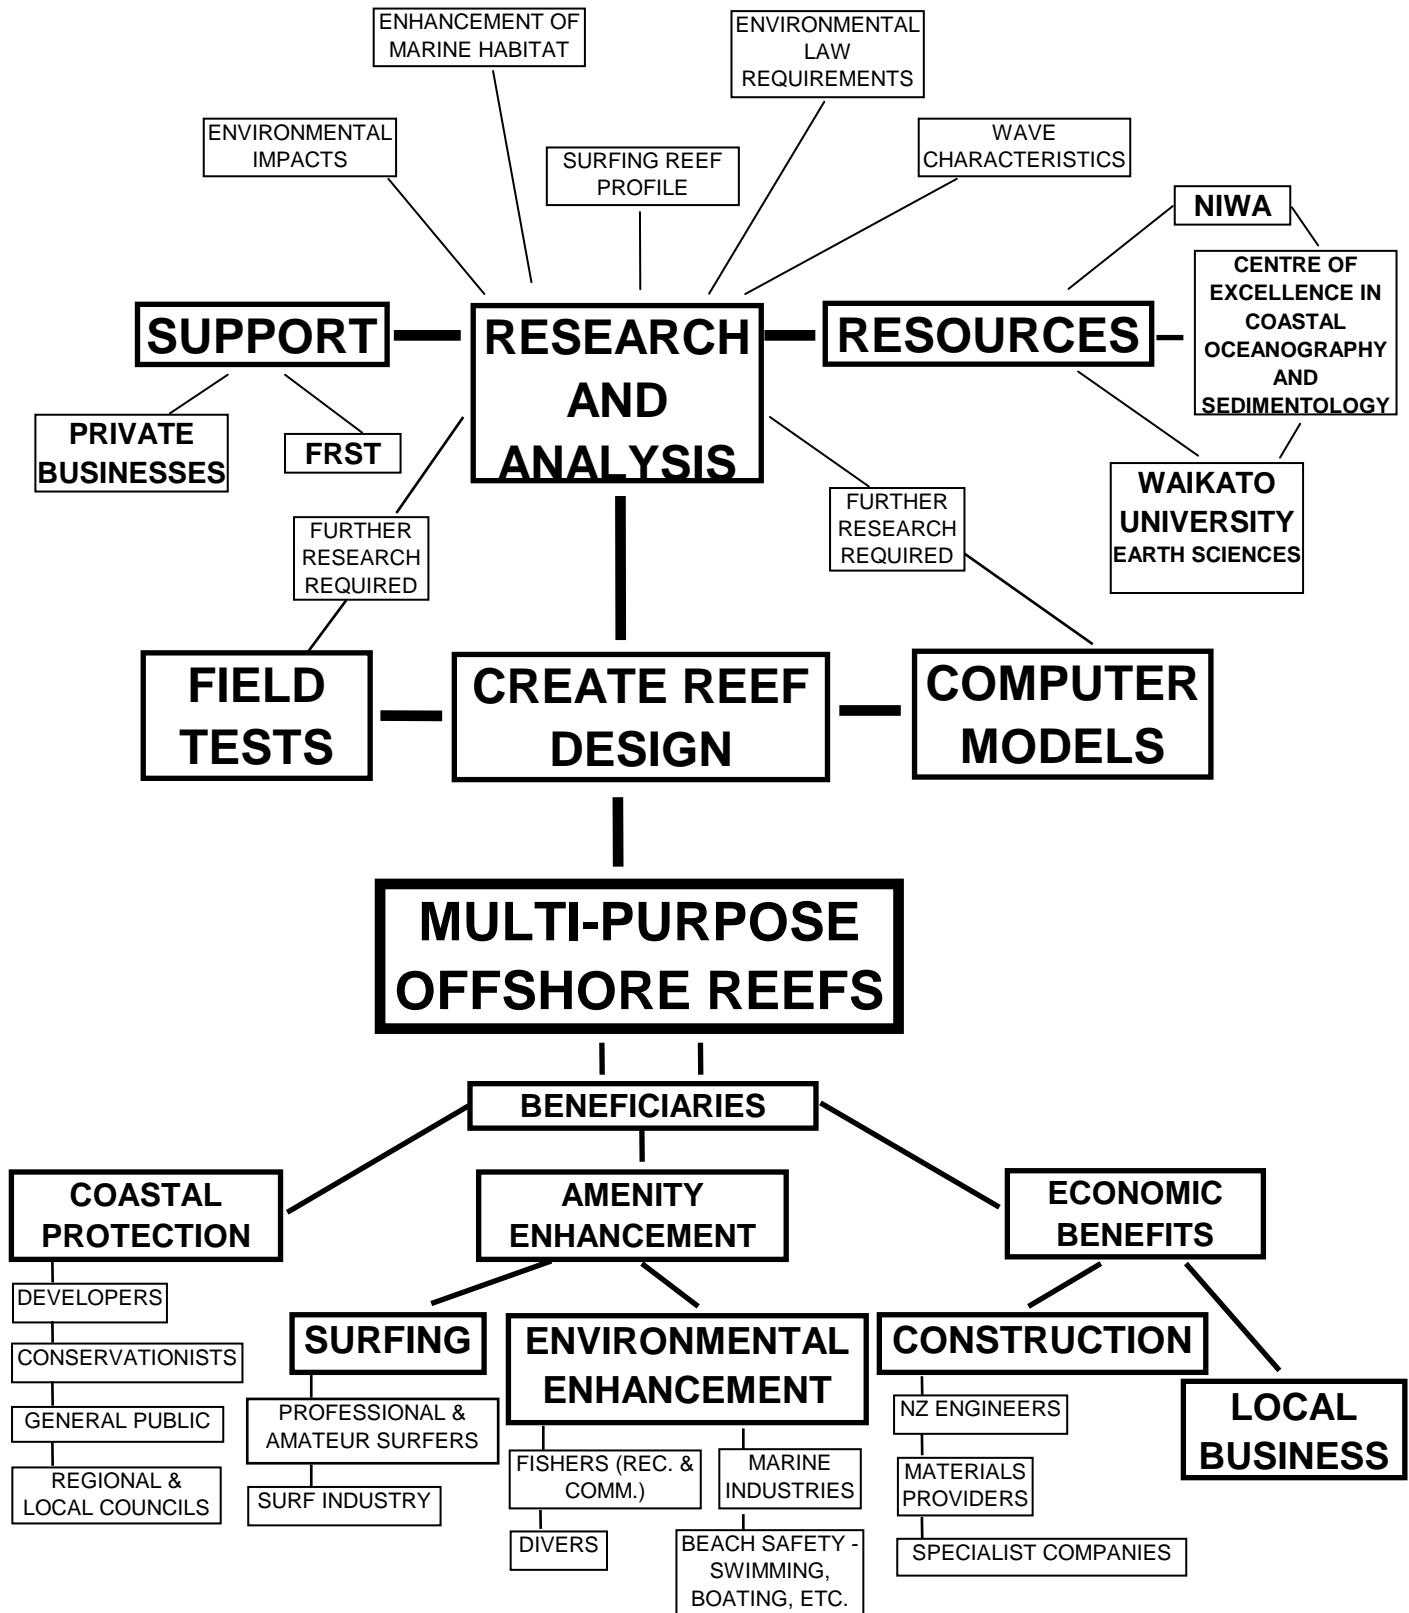 ENHANCEMENT OF
MARINE HABITAT
ENVIRONMENTAL
LAW
REQUIREMENTS
ENVIRONMENTAL
IMPACTS
SURFING REEF
PROFILE
WAVE
CHARACTERISTICS
NIWA
CENTRE OF
EXCELLENCE IN
COASTAL
OCEANOGRAPHY
AND
SEDIMENTOLOGY
SUPPORT
RESEARCH
AND
ANALYSIS
RESOURCES
PRIVATE
BUSINESSES
FRST
WAIKATO
UNIVERSITY
EARTH SCIENCES
FURTHER
RESEARCH
REQUIRED
FURTHER
RESEARCH
REQUIRED
FIELD
TESTS
CREATE REEF
DESIGN
COMPUTER
MODELS
MULTI-PURPOSE
OFFSHORE REEFS
BENEFICIARIES
COASTAL
PROTECTION
AMENITY
ENHANCEMENT
ECONOMIC
BENEFITS
DEVELOPERS
CONSERVATIONISTS
GENERAL PUBLIC
REGIONAL &
LOCAL COUNCILS
SURFING
PROFESSIONAL &
AMATEUR SURFERS
SURF INDUSTRY
ENVIRONMENTAL
ENHANCEMENT
FISHERS (REC. &
COMM.)
DIVERS
MARINE
INDUSTRIES
BEACH SAFETY -
SWIMMING,
BOATING, ETC.
CONSTRUCTION
NZ ENGINEERS
MATERIALS
PROVIDERS
SPECIALIST COMPANIES
LOCAL
BUSINESS